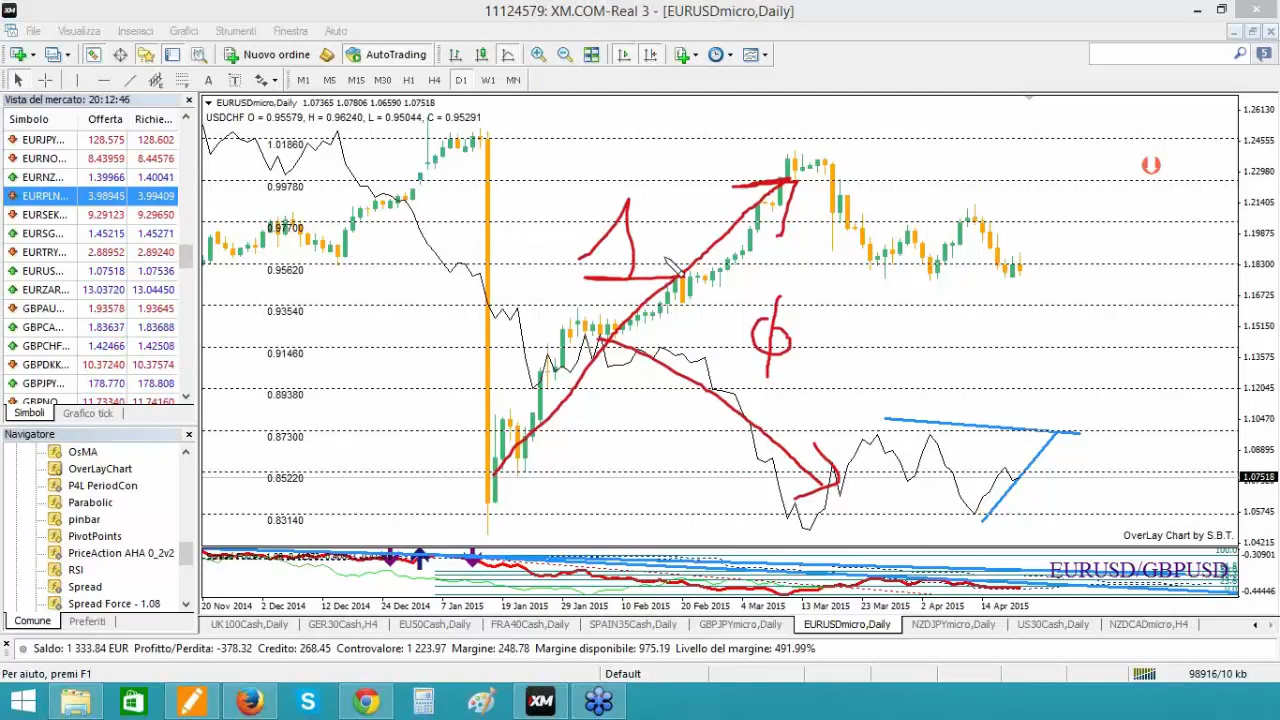 11124579: XM.COM-Real 3 - [EURUSDmicro,Daily]
File Visualizza Inserisci Grafici Strumenti Finestra Aiuto
Nuovo ordine AutoTrading
5
A T M1 M5 M15 M30 H1 H4 D1 W1 MN
Vista del mercato: 20:12:46
Simbolo Offerta Richie...
EURJPY... 128.575 128.602
EURNO... 8.43959 8.44576
EURNZ... 1.39966 1.40041
EURPLN... 3.98945 3.99409
EURSEK... 9.29123 9.29650
EURSG... 1.45215 1.45271
EURTRY... 2.88952 2.89240
EURUS... 1.07518 1.07536
EURZAR... 13.03720 13.04450
GBPAU... 1.93578 1.93642
GBPCA... 1.83637 1.83688
GBPCHF... 1.42466 1.42508
GBPDKK... 10.37240 10.37574
GBPJPY... 178.770 178.808
GBPNO... 11.73340 11.74160
Simboli Grafico tick
Navigatore
OsMA
OverLayChart
P4L PeriodCon
Parabolic
pinbar
PivotPoints
PriceAction AHA 0_2v2
RSI
Spread
Spread Force - 1.08
Comune Preferiti
EURUSDmicro,Daily 1.07365 1.07806 1.06590 1.07518
USDCHF O = 0.95579, H = 0.96240, L = 0.95044, C = 0.95291
1.01860
0.99780
0.97700
0.95620
0.93540
0.91460
0.89380
0.87300
0.85220
0.83140
1.26130
1.24555
1.22980
1.21405
1.19875
1.18300
1.16725
1.15150
1.13575
1.12045
1.10470
1.08895
1.07518
1.05745
1.04215
OverLay Chart by S.B.T.
100.0
-0.30901
EURUSD/GBPUSD
-0.44446
20 Nov 2014 2 Dec 2014 12 Dec 2014 24 Dec 2014 7 Jan 2015 19 Jan 2015 29 Jan 2015 10 Feb 2015 20 Feb 2015 4 Mar 2015 13 Mar 2015 23 Mar 2015 2 Apr 2015 14 Apr 2015
UK100Cash,Daily GER30Cash,H4 EU50Cash,Daily FRA40Cash,Daily SPAIN35Cash,Daily GBPJPYmicro,Daily EURUSDmicro,Daily NZDJPYmicro,Daily US30Cash,Daily NZDCADmicro,H4
Saldo: 1 333.84 EUR Profitto/Perdita: -378.32 Credito: 268.45 Controvalore: 1 223.97 Margine: 248.78 Margine disponibile: 975.19 Livello del margine: 491.99%
Per aiuto, premi F1 Default 98916/10 kb
XM